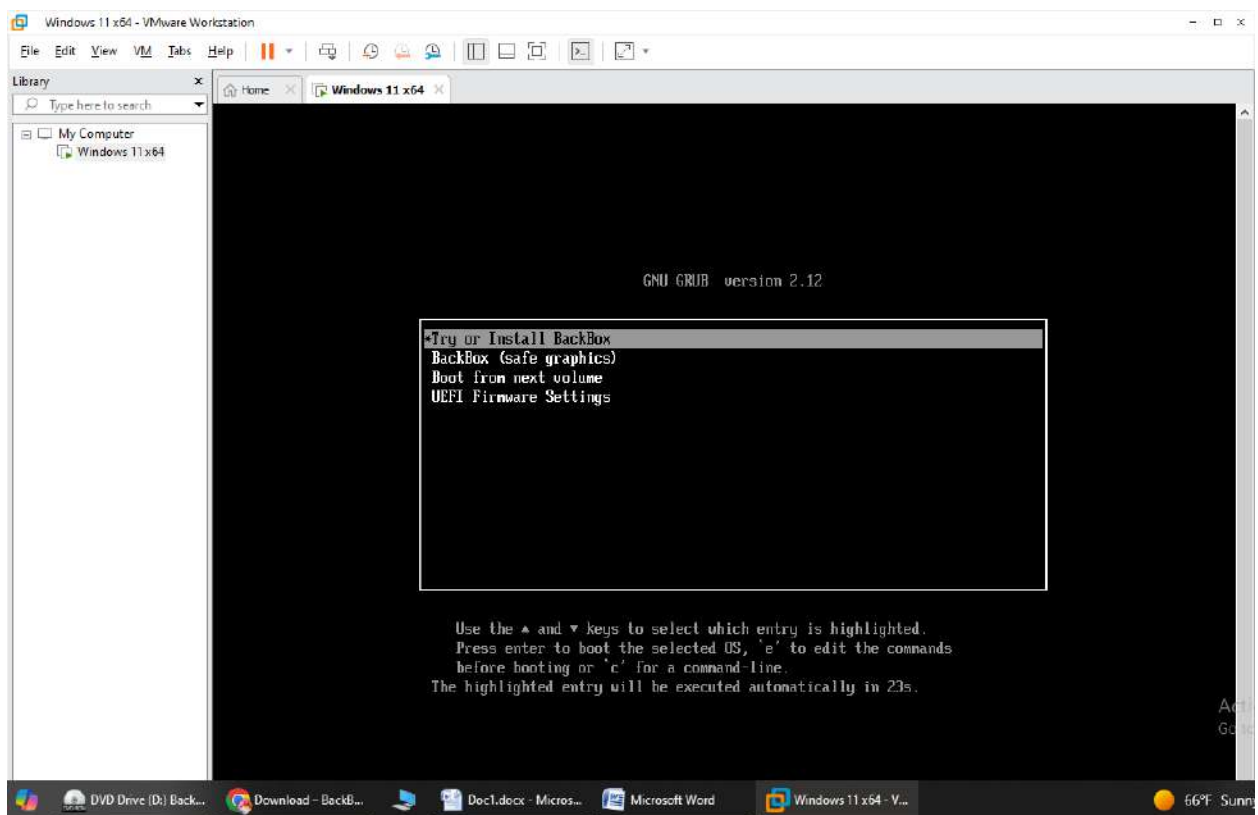 Windows 11 x64 - VMware Workstation
File Edit View VM Tabs Help
Library
Type here to search
My Computer
Windows 11 x64
Home
Windows 11 x64
GNU GRUB version 2.12
*Try or Install BackBox
BackBox (safe graphics)
Boot from next volume
UEFI Firmware Settings
Use the ▲ and ▼ keys to select which entry is highlighted.
Press enter to boot the selected OS, `e' to edit the commands
before booting or `c' for a command-line.
The highlighted entry will be executed automatically in 23s.
DVD Drive (D:) Back... Download - BackB... Doc1.docx - Micros... Microsoft Word Windows 11 x64 - V... 66°F Sunny